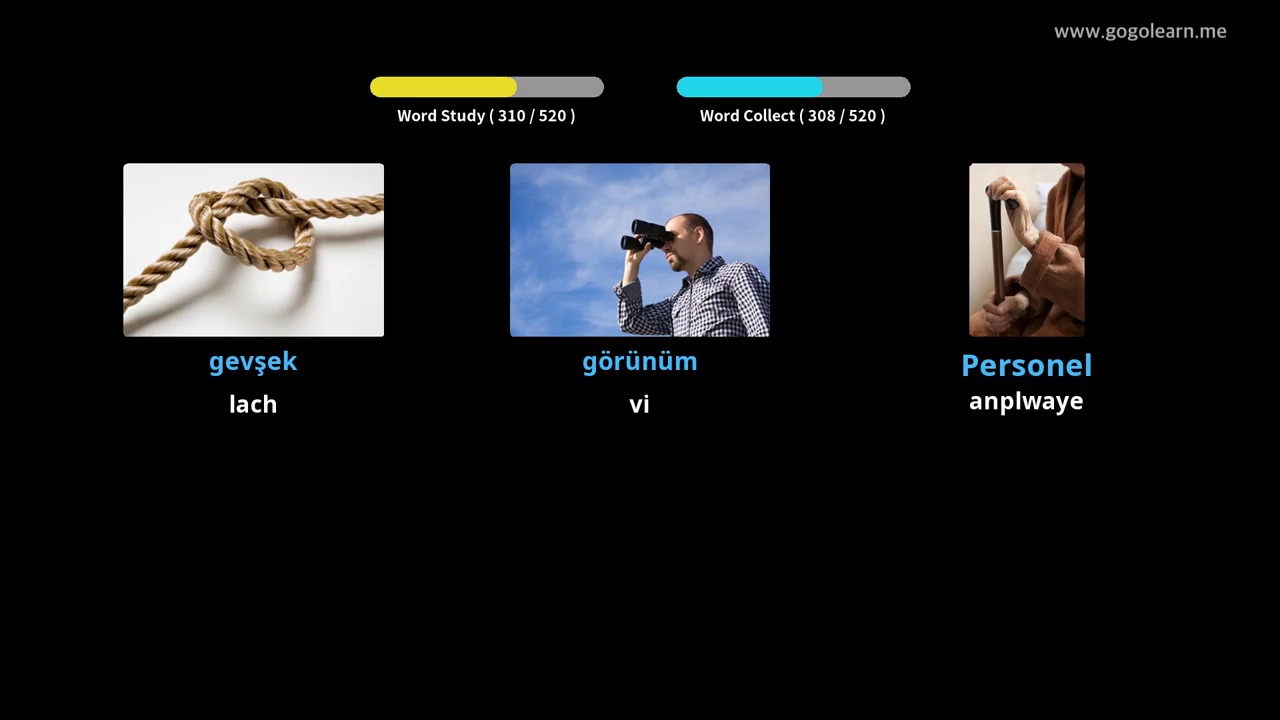 www.gogolearn.me
Word Study ( 310 / 520 )
Word Collect ( 308 / 520 )
gevşek
görünüm
Personel
lach
vi
anplwaye